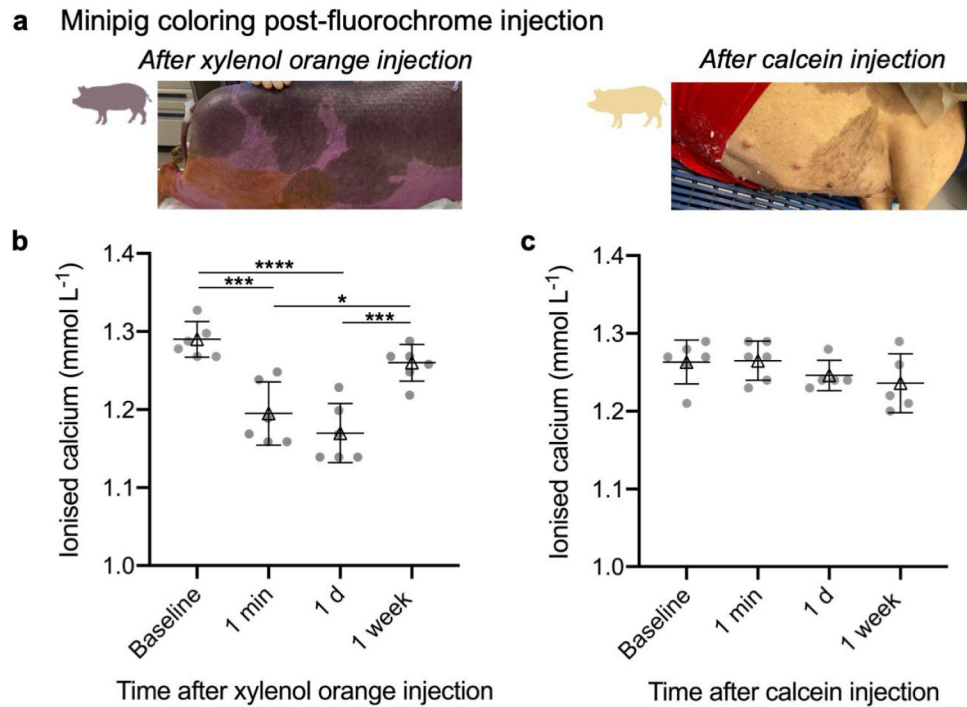 a Minipig coloring post-fluorochrome injection
After xylenol orange injection
After calcein injection
b
Ionised calcium (mmol L⁻¹)
1.4
1.3
1.2
1.1
1.0
****
***
*
***
Baseline
1 min
1 d
1 week
Time after xylenol orange injection
c
Ionised calcium (mmol L⁻¹)
1.4
1.3
1.2
1.1
1.0
Baseline
1 min
1 d
1 week
Time after calcein injection